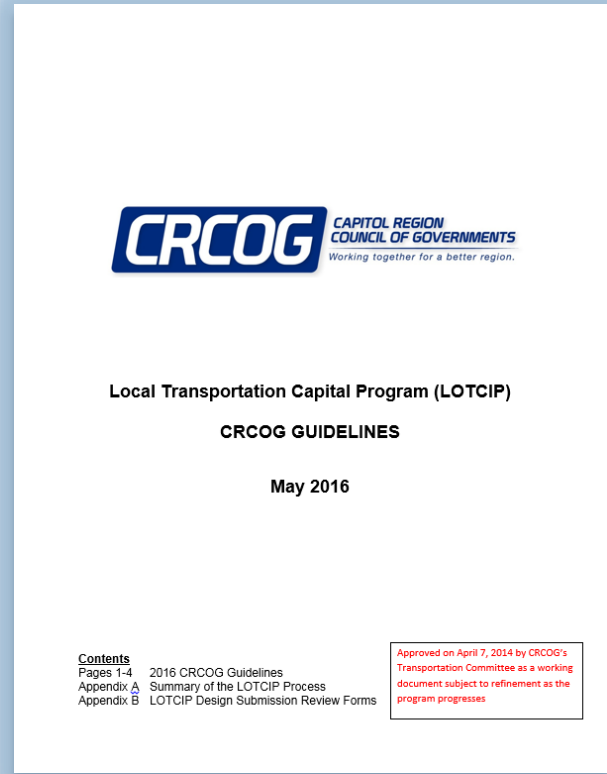 CRCOG
CAPITOL REGION
COUNCIL OF GOVERNMENTS
Working together for a better region.
Local Transportation Capital Program (LOTCIP)
CRCOG GUIDELINES
May 2016
Contents
Pages 1-4 2016 CRCOG Guidelines
Appendix A Summary of the LOTCIP Process
Appendix B LOTCIP Design Submission Review Forms
Approved on April 7, 2014 by CRCOG's
Transportation Committee as a working
document subject to refinement as the
program progresses